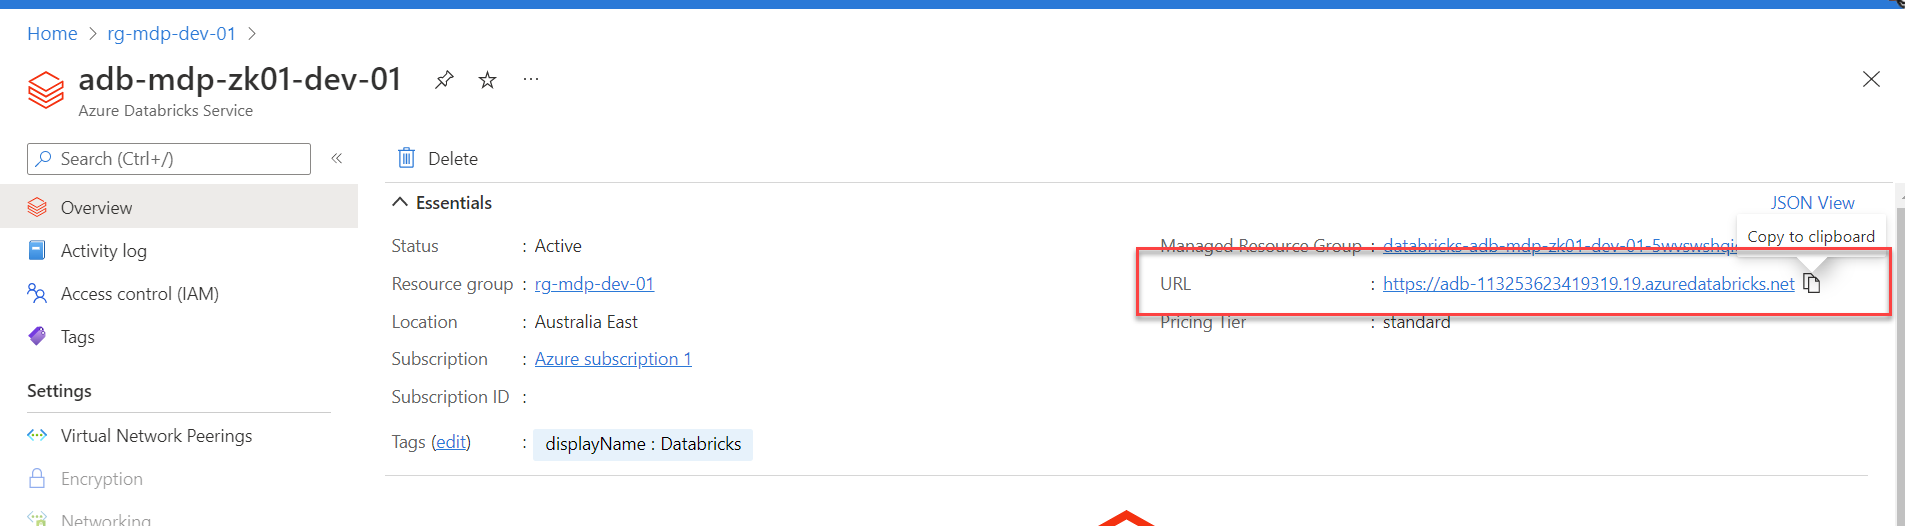 Home > rg-mdp-dev-01 >
adb-mdp-zk01-dev-01 ...
Azure Databricks Service
Search (Ctrl+/) «
Overview
Activity log
Access control (IAM)
Tags
Settings
Virtual Network Peerings
Encryption
Networking
Delete
Essentials
JSON View
Status : Active
Resource group : rg-mdp-dev-01
Location : Australia East
Subscription : Azure subscription 1
Subscription ID :
Tags (edit) : displayName : Databricks
Copy to clipboard
Managed Resource Group : databricks-adb-mdp-zk01-dev-01-5wvswshqi
URL : https://adb-113253623419319.19.azuredatabricks.net
Pricing Tier : standard